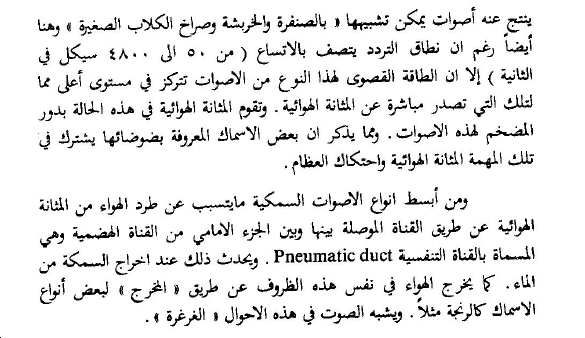 ينتج عنه أصوات يمكن تشبيهها « بالصنفرة والخربشة وصراخ الكلاب الصغيرة » وهنا
أيضاً رغم ان نطاق التردد يتصف بالاتساع ( من ٥٠ الى ٤٨٠٠ سيكل في
الثانية ) إلا ان الطاقة القصوى لهذا النوع من الاصوات تتركز في مستوى أعلى مما
لتلك التي تصدر مباشرة عن المثانة الهوائية . وتقوم المثانة الهوائية في هذه الحالة بدور
المضخم لهذه الاصوات . ومما يذكر ان بعض الاسماك المعروفة بضوضائها يشترك في
تلك المهمة المثانة الهوائية واحتكاك العظام .
ومن أبسط انواع الاصوات السمكية مايتسبب عن طرد الهواء من المثانة
الهوائية عن طريق القناة الموصلة بينها وبين الجزء الامامي من القناة الهضمية وهي
المسماة بالقناة التنفسية Pneumatic duct . ويحدث ذلك عند اخراج السمكة من
الماء . كما يخرج الهواء في نفس هذه الظروف عن طريق « المخرج » لبعض أنواع
الاسماك كالرنجة مثلاً . ويشبه الصوت في هذه الاحوال « الغرغرة » .